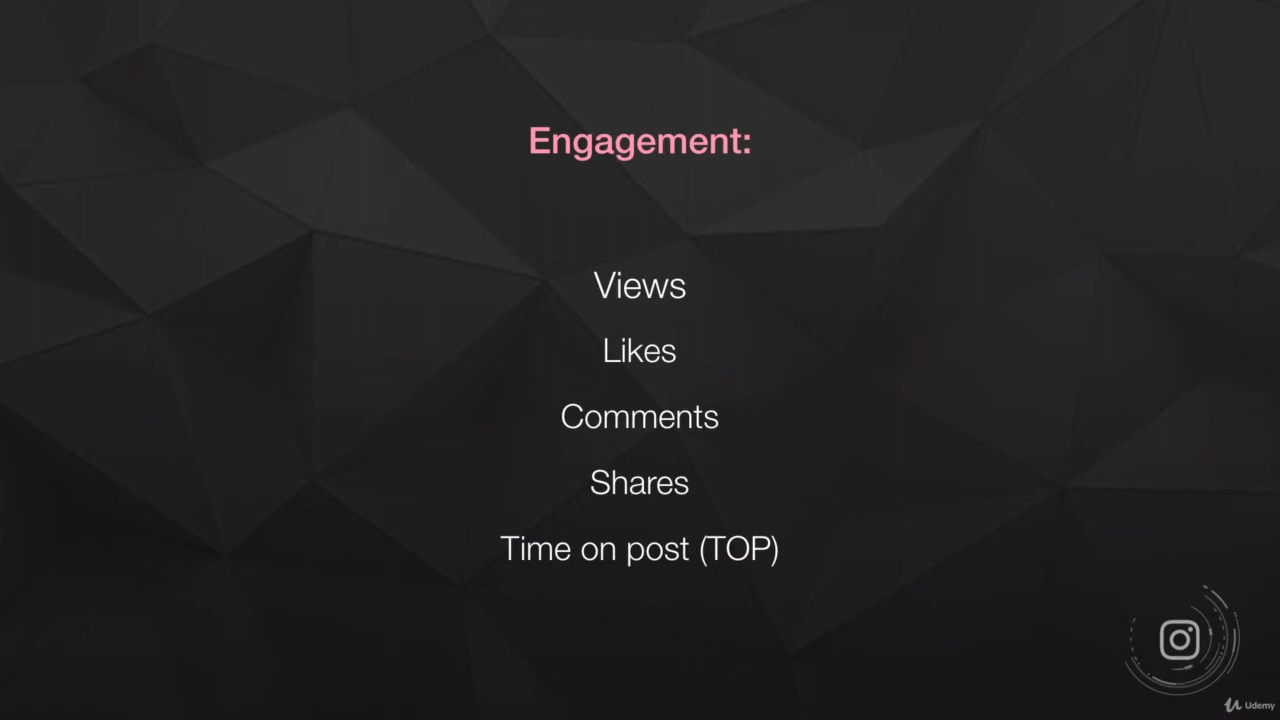 Engagement:
Views
Likes
Comments
Shares
Time on post (TOP)
Udemy